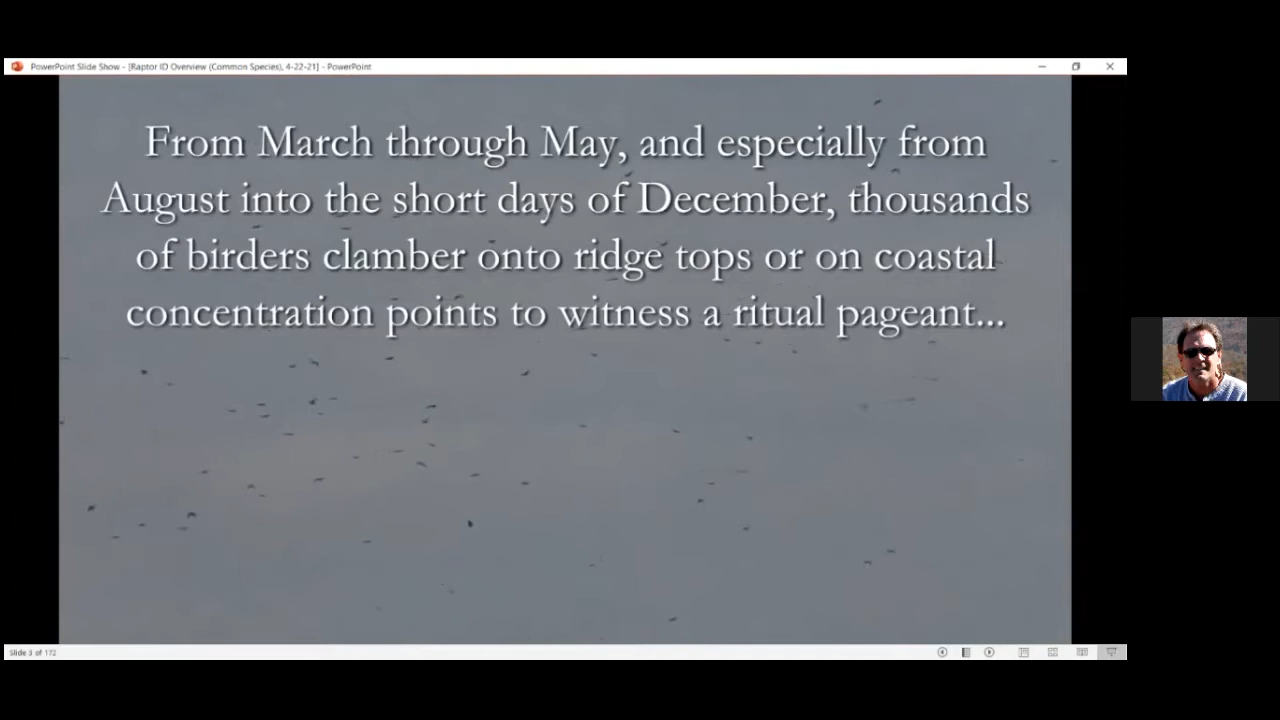 PowerPoint Slide Show - [Raptor ID Overview (Common Species), 4-22-21] - PowerPoint
From March through May, and especially from
August into the short days of December, thousands
of birders clamber onto ridge tops or on coastal
concentration points to witness a ritual pageant...
Slide 3 of 172